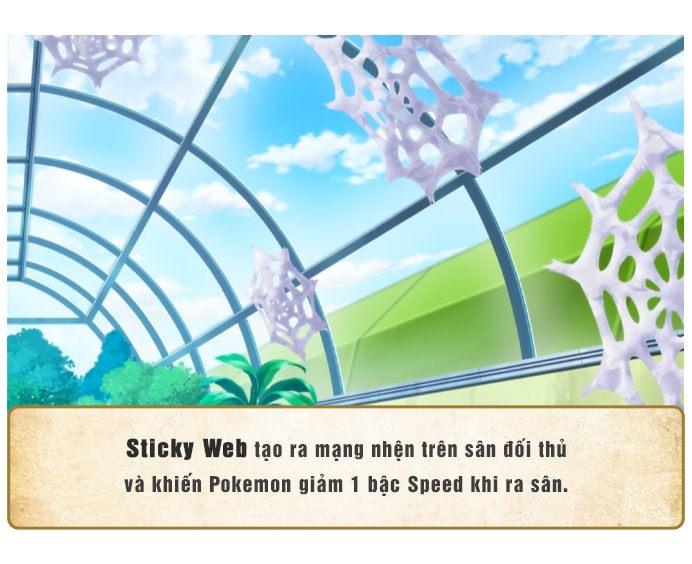 Sticky Web tạo ra mạng nhện trên sân đối thủ
và khiến Pokemon giảm 1 bậc Speed khi ra sân.